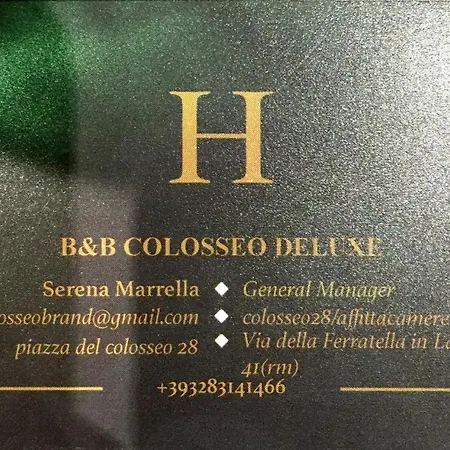 H
B&B COLOSSEO DELUXE
Serena Marrella ◆ General Manager
osseobrand@gmail.com ◆ colosseo28/affittacamere
piazza del colosseo 28 ◆ Via della Ferratella in La
41(rm)
+393283141466